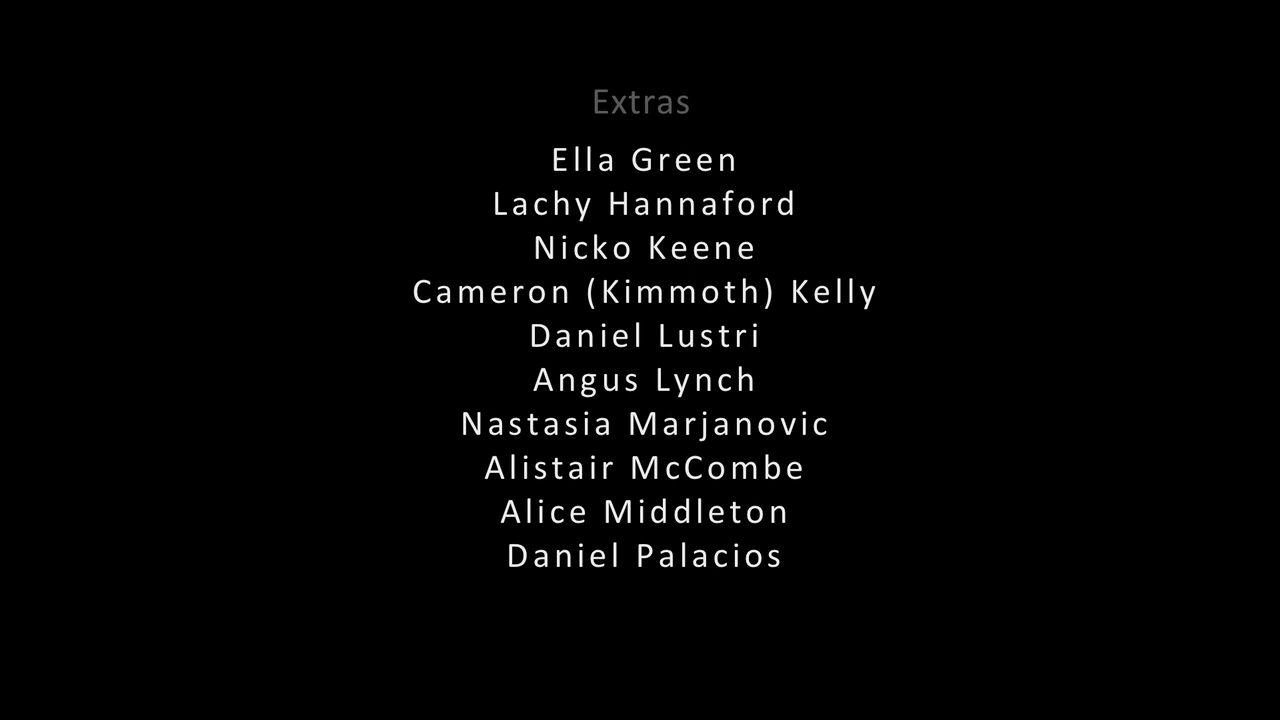 Extras
Ella Green
Lachy Hannaford
Nicko Keene
Cameron (Kimmoth) Kelly
Daniel Lustri
Angus Lynch
Nastasia Marjanovic
Alistair McCombe
Alice Middleton
Daniel Palacios